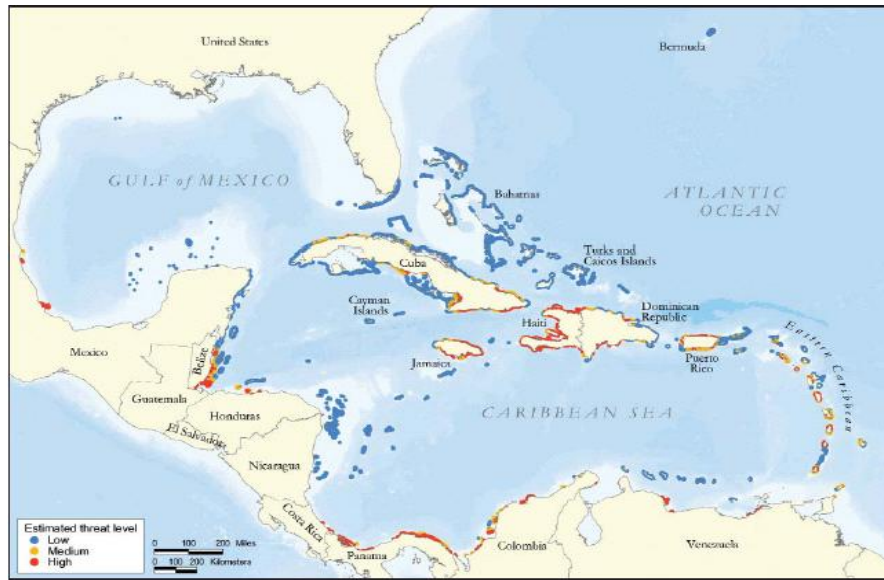 United States
Bermuda
GULF of MEXICO
ATLANTIC
OCEAN
Bahamas
Cuba
Turks and
Caicos Islands
Cayman
Islands
Haiti
Dominican
Republic
Mexico
Belize
Jamaica
Puerto
Rico
Eastern Caribbean
Guatemala
Honduras
CARIBBEAN SEA
El Salvador
Nicaragua
Costa Rica
Panama
Colombia
Venezuela
Estimated threat level
Low
Medium
High
0 50 100 200 Miles
0 100 200 Kilometers